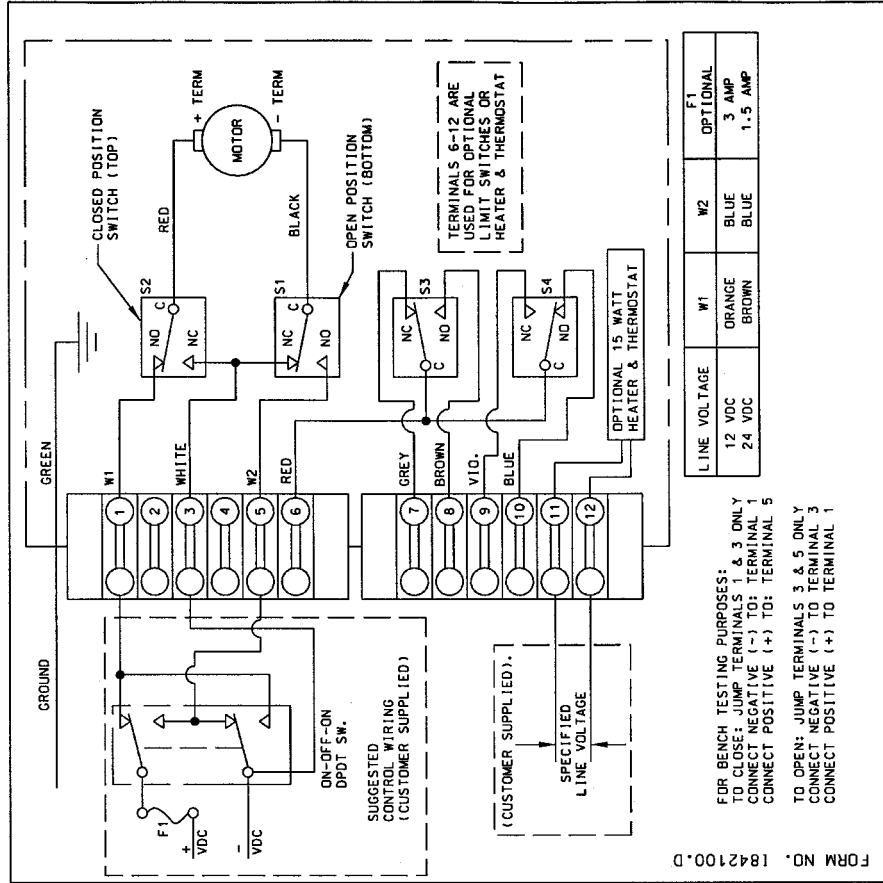 GROUND
GREEN
CLOSED POSITION
SWITCH (TOP)
S2
NO
NC
C
RED
+ TERM
MOTOR
- TERM
BLACK
OPEN POSITION
SWITCH (BOTTOM)
S1
NC
NO
C
W1
WHITE
W2
RED
1
2
3
4
5
6
ON-OFF-ON
DPDT SW.
F1
+
VDC
-
VDC
SUGGESTED
CONTROL WIRING
(CUSTOMER SUPPLIED)
TERMINALS 6-12 ARE
USED FOR OPTIONAL
LIMIT SWITCHES OR
HEATER & THERMOSTAT
GREY
BROWN
VIO.
BLUE
7
8
9
10
11
12
S3
NC
NO
C
S4
NC
NO
C
OPTIONAL 15 WATT
HEATER & THERMOSTAT
(CUSTOMER SUPPLIED).
SPECIFIED
LINE VOLTAGE
FOR BENCH TESTING PURPOSES:
TO CLOSE: JUMP TERMINALS 1 & 3 ONLY
CONNECT NEGATIVE (-) TO: TERMINAL 1
CONNECT POSITIVE (+) TO: TERMINAL 5
TO OPEN: JUMP TERMINALS 3 & 5 ONLY
CONNECT NEGATIVE (-) TO TERMINAL 3
CONNECT POSITIVE (+) TO TERMINAL 1
LINE VOLTAGE W1 W2 F1 OPTIONAL
12 VDC ORANGE BLUE 3 AMP
24 VDC BROWN BLUE 1.5 AMP
FORM NO. I842100.D